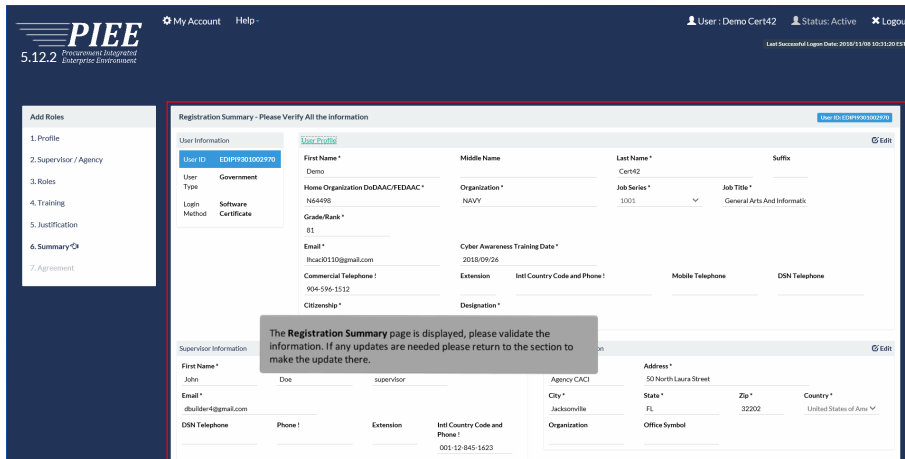 PIEE
5.12.2 Procurement Integrated
Enterprise Environment
My Account Help
User : Demo Cert42 Status: Active Logou
Last Successful Logon Date: 2018/11/08 10:31:20 EST
Add Roles
1. Profile
2. Supervisor / Agency
3. Roles
4. Training
5. Justification
6. Summary
7. Agreement
Registration Summary - Please Verify All the information
User ID: EDIPI9301002970
User Information
User ID EDIPI9301002970
User Type Government
Login Method Software Certificate
User Profile Edit
First Name * Middle Name Last Name * Suffix
Demo Cert42
Home Organization DoDAAC/FEDAAC * Organization * Job Series * Job Title *
N64498 NAVY 1001 General Arts And Informatic
Grade/Rank *
81
Email * Cyber Awareness Training Date *
lhcaci0110@gmail.com 2018/09/26
Commercial Telephone ! Extension Intl Country Code and Phone ! Mobile Telephone DSN Telephone
904-596-1512
Citizenship * Designation *
The Registration Summary page is displayed, please validate the
information. If any updates are needed please return to the section to
make the update there.
Supervisor Information
First Name *
John Doe supervisor
Email *
dbuilder4@gmail.com
DSN Telephone Phone ! Extension Intl Country Code and
Phone !
001-12-845-1623
on Edit
Address *
Agency CACI 50 North Laura Street
City * State * Zip * Country *
Jacksonville FL 32202 United States of Ame
Organization Office Symbol